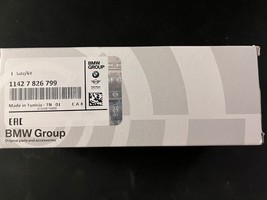 1 Satz/kit
1142 7 826 799
BMW
GROUP
Made in Tunisia - TN 01
CAB
EAC
BMW Group
Original parts and accessories